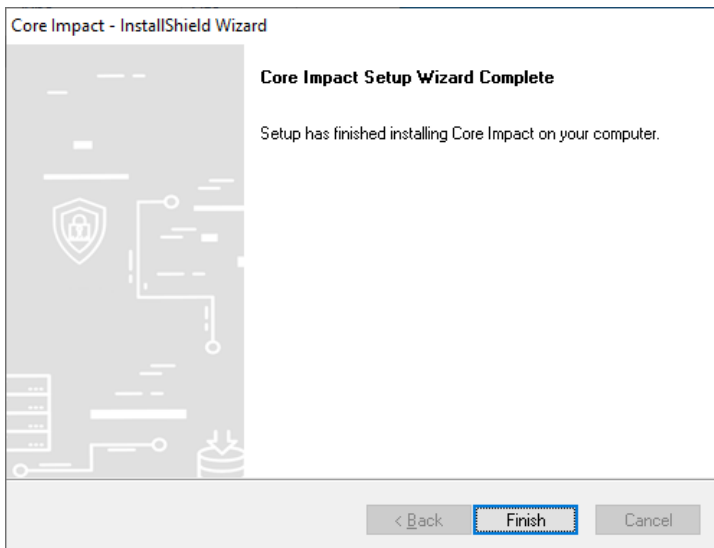 Core Impact - InstallShield Wizard
Core Impact Setup Wizard Complete
Setup has finished installing Core Impact on your computer.
< Back
Finish
Cancel